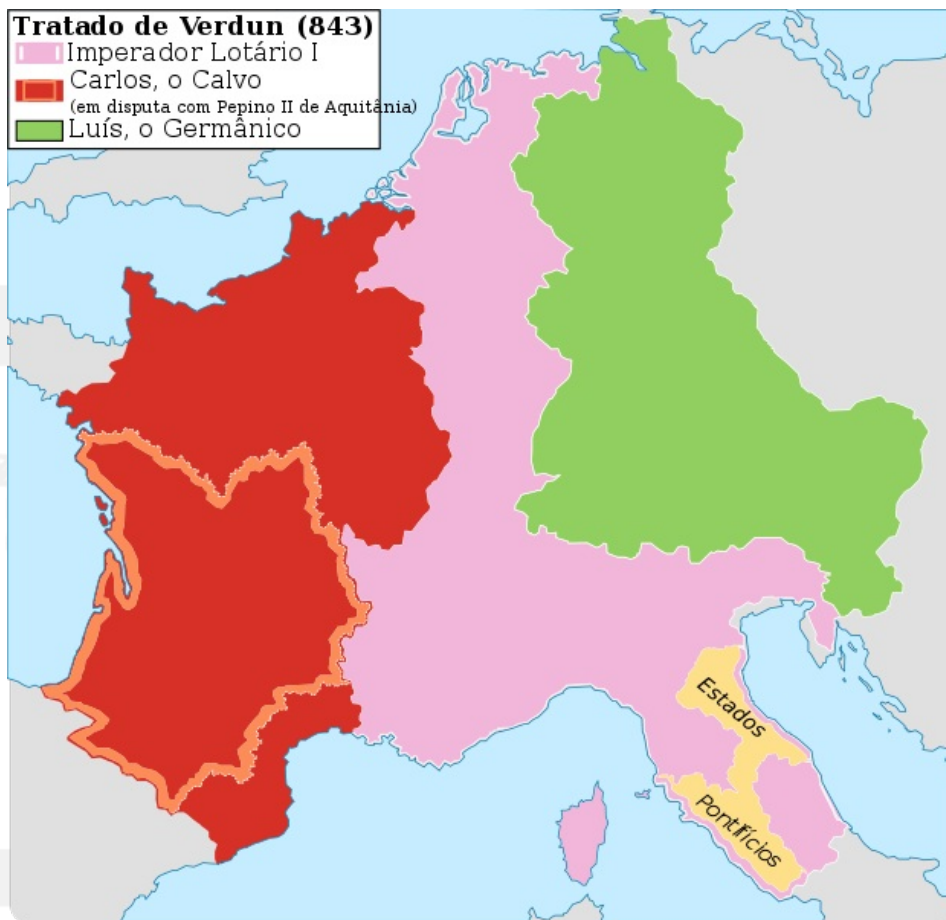 Tratado de Verdun (843)
Imperador Lotário I
Carlos, o Calvo
(em disputa com Pepino II de Aquitânia)
Luís, o Germânico
Estados
Pontifícios